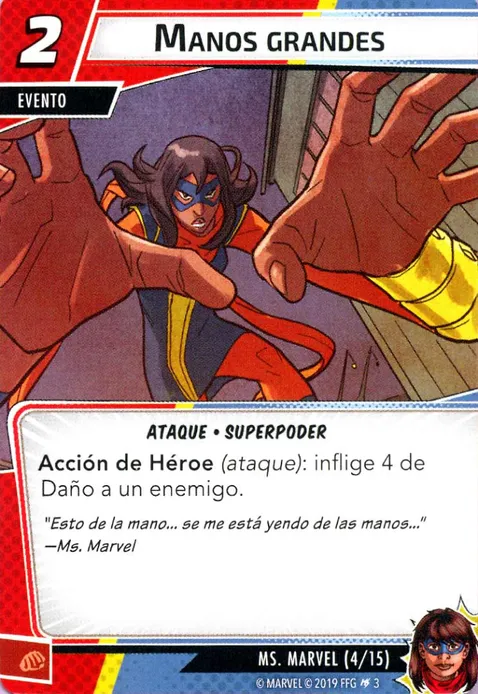 2
MANOS GRANDES
EVENTO
ATAQUE • SUPERPODER
Acción de Héroe (ataque): inflige 4 de
Daño a un enemigo.
"Esto de la mano... se me está yendo de las manos..."
—Ms. Marvel
MS. MARVEL (4/15)
© MARVEL © 2019 FFG 3